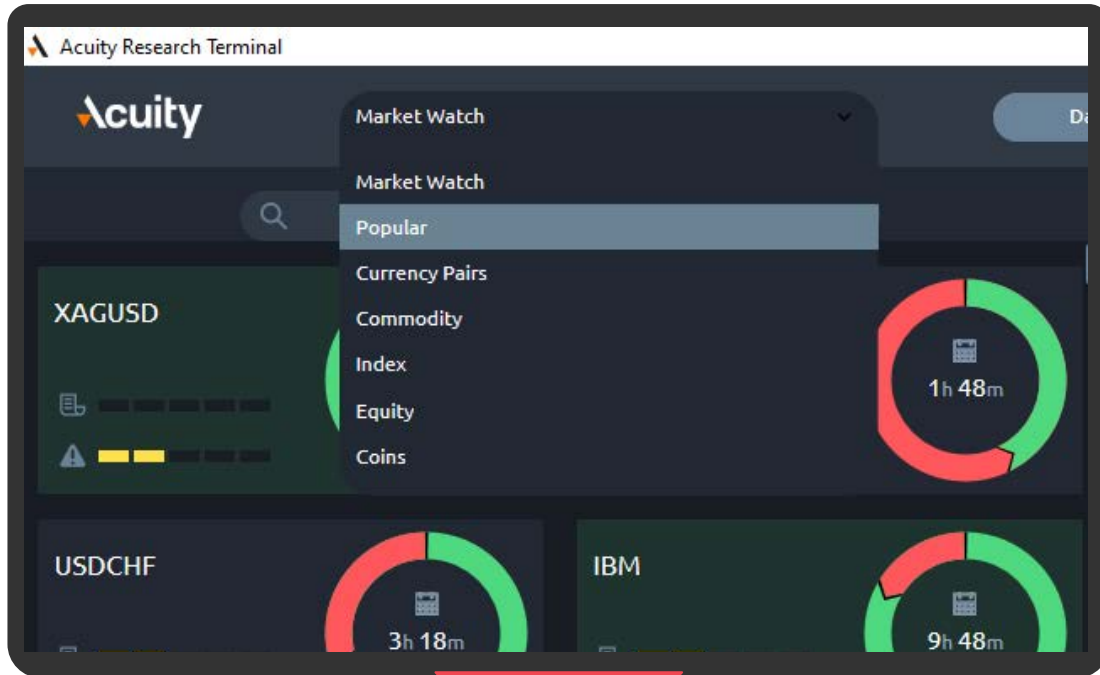 Acuity Research Terminal
Acuity
Market Watch
Market Watch
Popular
Currency Pairs
Commodity
Index
Equity
Coins
XAGUSD
1h 48m
USDCHF
3h 18m
IBM
9h 48m